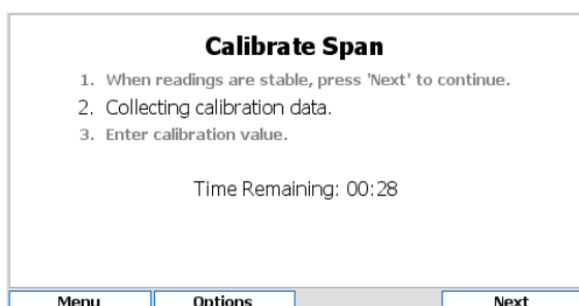 Calibrate Span
1. When readings are stable, press 'Next' to continue.
2. Collecting calibration data.
3. Enter calibration value.
Time Remaining: 00:28
Menu Options Next